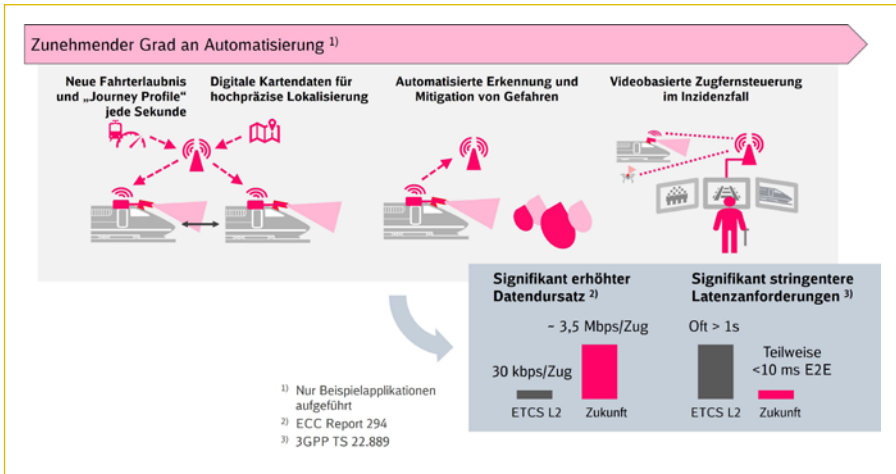 Zunehmender Grad an Automatisierung 1)
Neue Fahrterlaubnis
und „Journey Profile“
jede Sekunde
Digitale Kartendaten für
hochpräzise Lokalisierung
Automatisierte Erkennung und
Mitigation von Gefahren
Videobasierte Zugfernsteuerung
im Inzidenzfall
Signifikant erhöhter
Datendursatz 2)
~ 3,5 Mbps/Zug
30 kbps/Zug
ETCS L2
Zukunft
Signifikant stringentere
Latenzanforderungen 3)
Oft > 1s
Teilweise
<10 ms E2E
ETCS L2
Zukunft
1) Nur Beispielapplikationen
aufgeführt
2) ECC Report 294
3) 3GPP TS 22.889